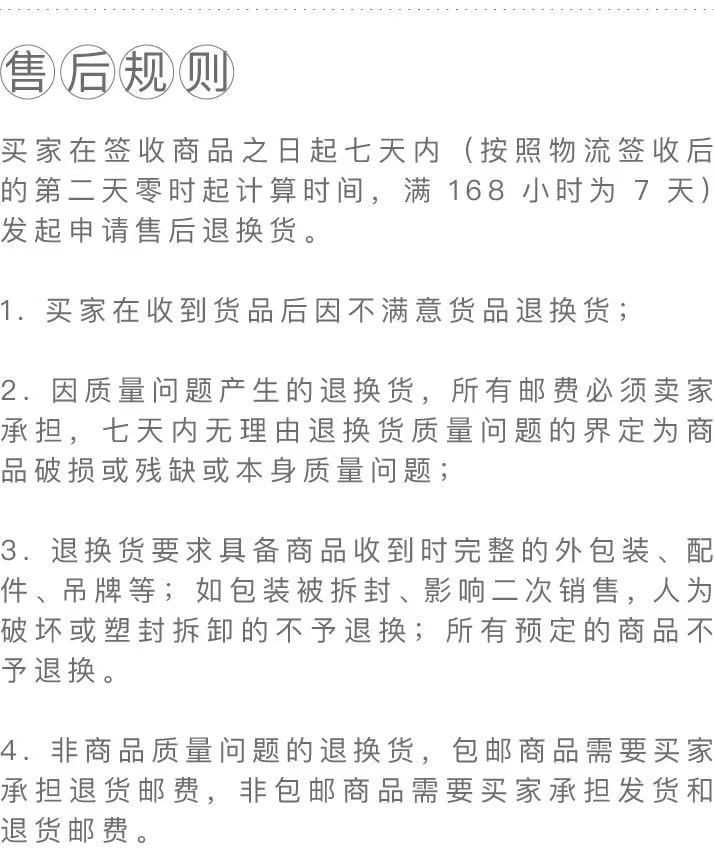 售后规则
买家在签收商品之日起七天内（按照物流签收后
的第二天零时起计算时间，满 168 小时为 7 天）
发起申请售后退换货。
1. 买家在收到货品后因不满意货品退换货；
2. 因质量问题产生的退换货，所有邮费必须卖家
承担，七天内无理由退换货质量问题的界定为商
品破损或残缺或本身质量问题；
3. 退换货要求具备商品收到时完整的外包装、配
件、吊牌等；如包装被拆封、影响二次销售，人为
破坏或塑封拆卸的不予退换；所有预定的商品不
予退换。
4. 非商品质量问题的退换货，包邮商品需要买家
承担退货邮费，非包邮商品需要买家承担发货和
退货邮费。